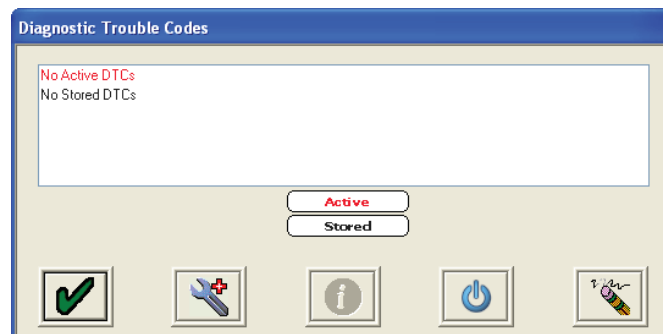 Diagnostic Trouble Codes
No Active DTCs
No Stored DTCs
Active
Stored